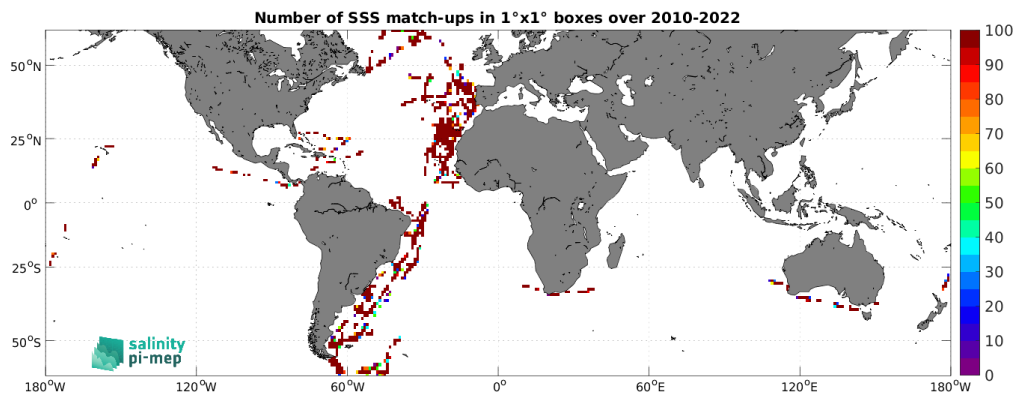 Number of SSS match-ups in 1°x1° boxes over 2010-2022
50°N
25°N
0°
25°S
50°S
180°W
120°W
60°W
0°
60°E
120°E
180°W
100
90
80
70
60
50
40
30
20
10
0
salinity
pi-mep